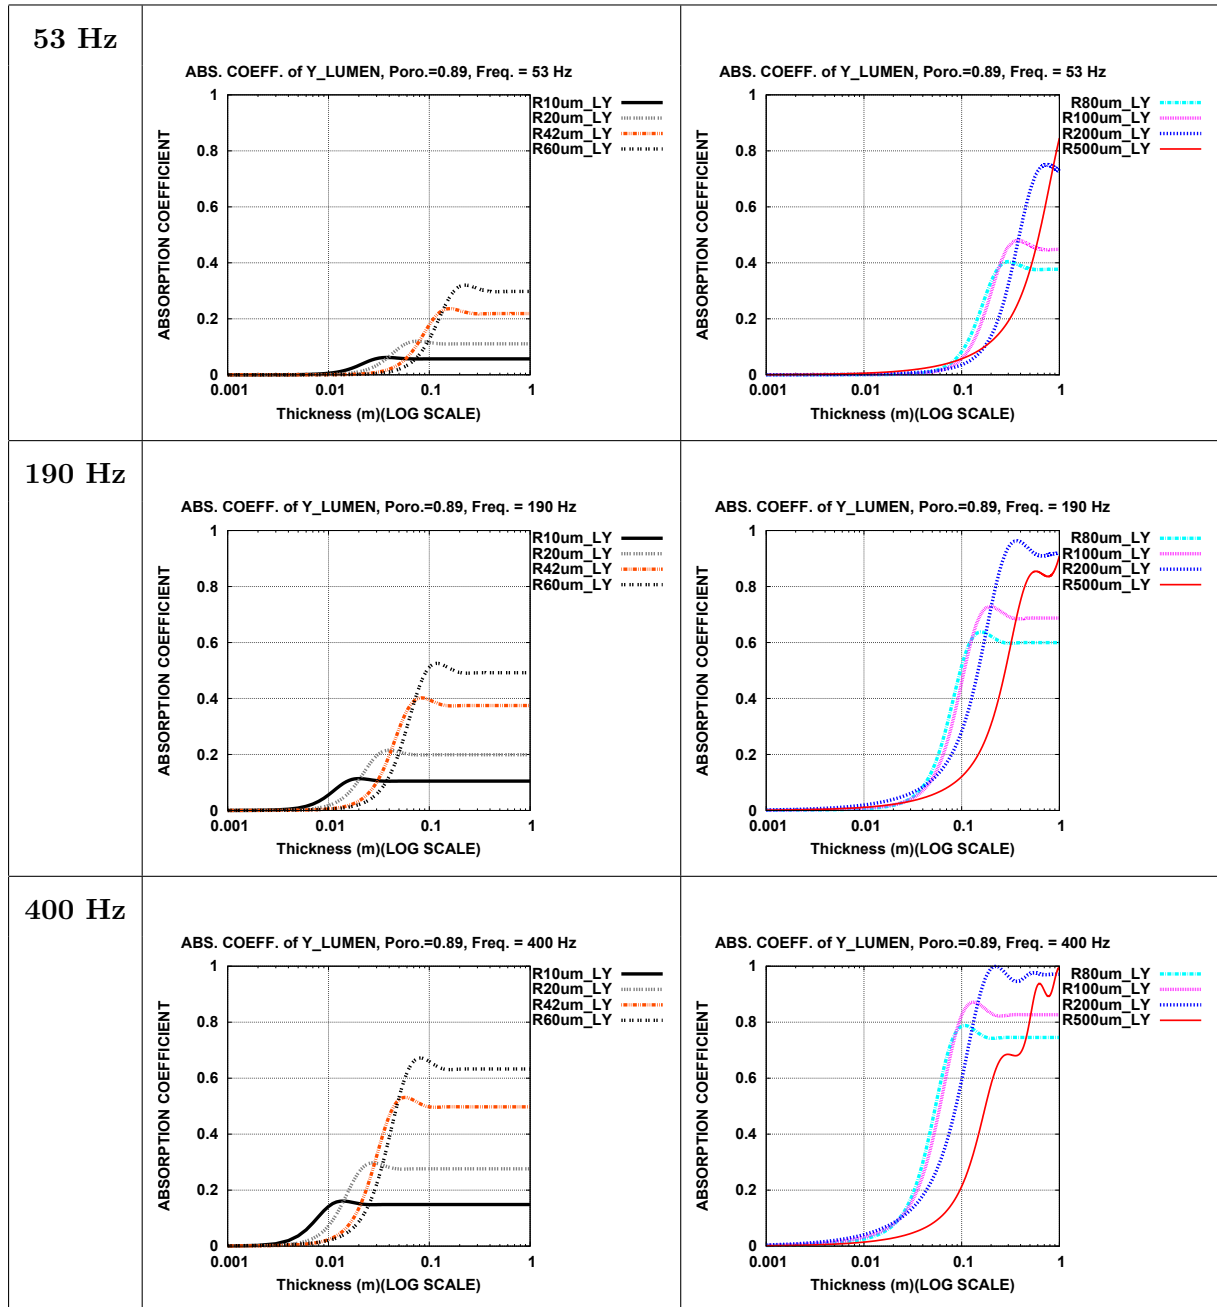 53 Hz
ABS. COEFF. of Y_LUMEN, Poro.=0.89, Freq. = 53 Hz
ABSORPTION COEFFICIENT
1
0.8
0.6
0.4
0.2
0
0.001
0.01
0.1
1
Thickness (m)(LOG SCALE)
R10um_LY
R20um_LY
R42um_LY
R60um_LY
ABS. COEFF. of Y_LUMEN, Poro.=0.89, Freq. = 53 Hz
ABSORPTION COEFFICIENT
1
0.8
0.6
0.4
0.2
0
0.001
0.01
0.1
1
Thickness (m)(LOG SCALE)
R80um_LY
R100um_LY
R200um_LY
R500um_LY
190 Hz
ABS. COEFF. of Y_LUMEN, Poro.=0.89, Freq. = 190 Hz
ABSORPTION COEFFICIENT
1
0.8
0.6
0.4
0.2
0
0.001
0.01
0.1
1
Thickness (m)(LOG SCALE)
R10um_LY
R20um_LY
R42um_LY
R60um_LY
ABS. COEFF. of Y_LUMEN, Poro.=0.89, Freq. = 190 Hz
ABSORPTION COEFFICIENT
1
0.8
0.6
0.4
0.2
0
0.001
0.01
0.1
1
Thickness (m)(LOG SCALE)
R80um_LY
R100um_LY
R200um_LY
R500um_LY
400 Hz
ABS. COEFF. of Y_LUMEN, Poro.=0.89, Freq. = 400 Hz
ABSORPTION COEFFICIENT
1
0.8
0.6
0.4
0.2
0
0.001
0.01
0.1
1
Thickness (m)(LOG SCALE)
R10um_LY
R20um_LY
R42um_LY
R60um_LY
ABS. COEFF. of Y_LUMEN, Poro.=0.89, Freq. = 400 Hz
ABSORPTION COEFFICIENT
1
0.8
0.6
0.4
0.2
0
0.001
0.01
0.1
1
Thickness (m)(LOG SCALE)
R80um_LY
R100um_LY
R200um_LY
R500um_LY